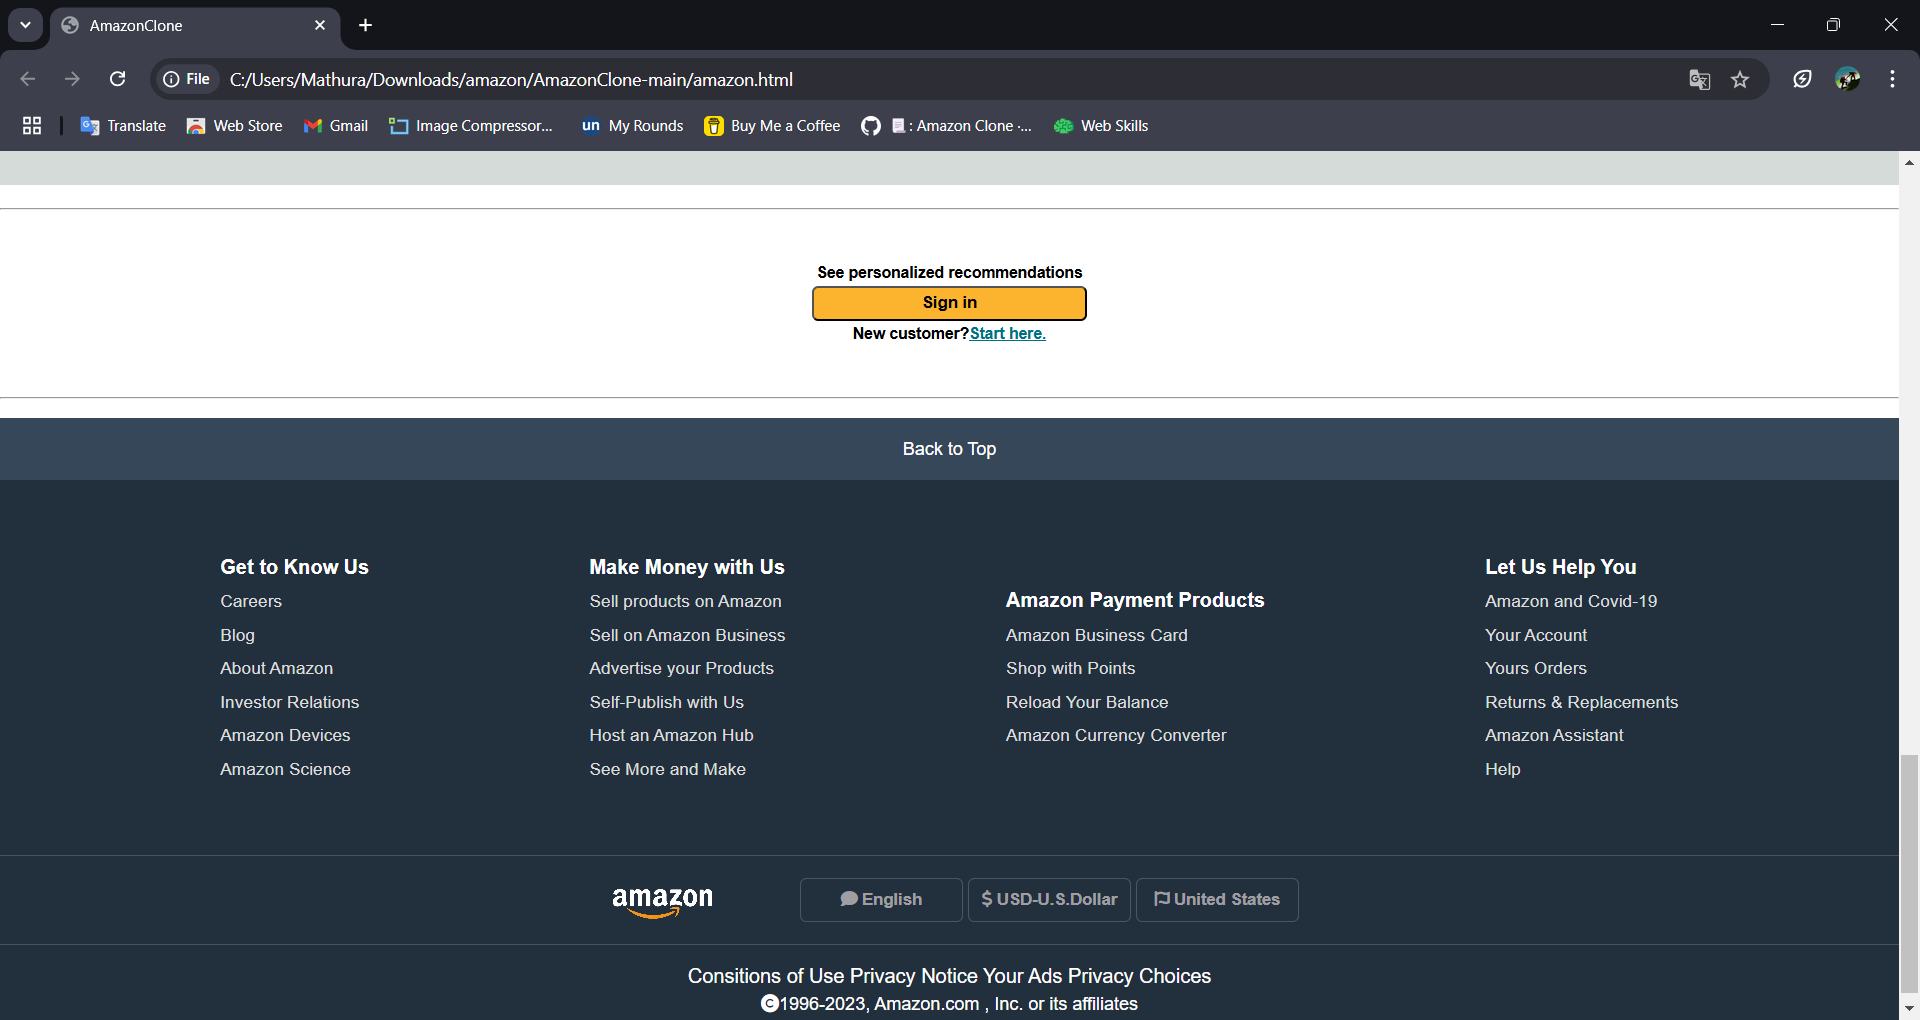 AmazonClone
File C:/Users/Mathura/Downloads/amazon/AmazonClone-main/amazon.html
Translate Web Store Gmail Image Compressor... un My Rounds Buy Me a Coffee : Amazon Clone ·... Web Skills
See personalized recommendations
Sign in
New customer?Start here.
Back to Top
Get to Know Us
Careers
Blog
About Amazon
Investor Relations
Amazon Devices
Amazon Science
Make Money with Us
Sell products on Amazon
Sell on Amazon Business
Advertise your Products
Self-Publish with Us
Host an Amazon Hub
See More and Make
Amazon Payment Products
Amazon Business Card
Shop with Points
Reload Your Balance
Amazon Currency Converter
Let Us Help You
Amazon and Covid-19
Your Account
Yours Orders
Returns & Replacements
Amazon Assistant
Help
amazon English $ USD-U.S.Dollar United States
Consitions of Use Privacy Notice Your Ads Privacy Choices
©1996-2023, Amazon.com , Inc. or its affiliates